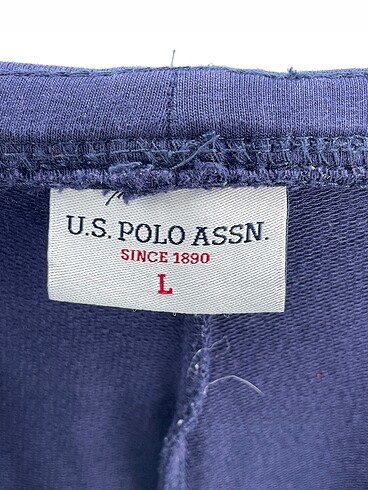 U.S. POLO ASSN.
SINCE 1890
L